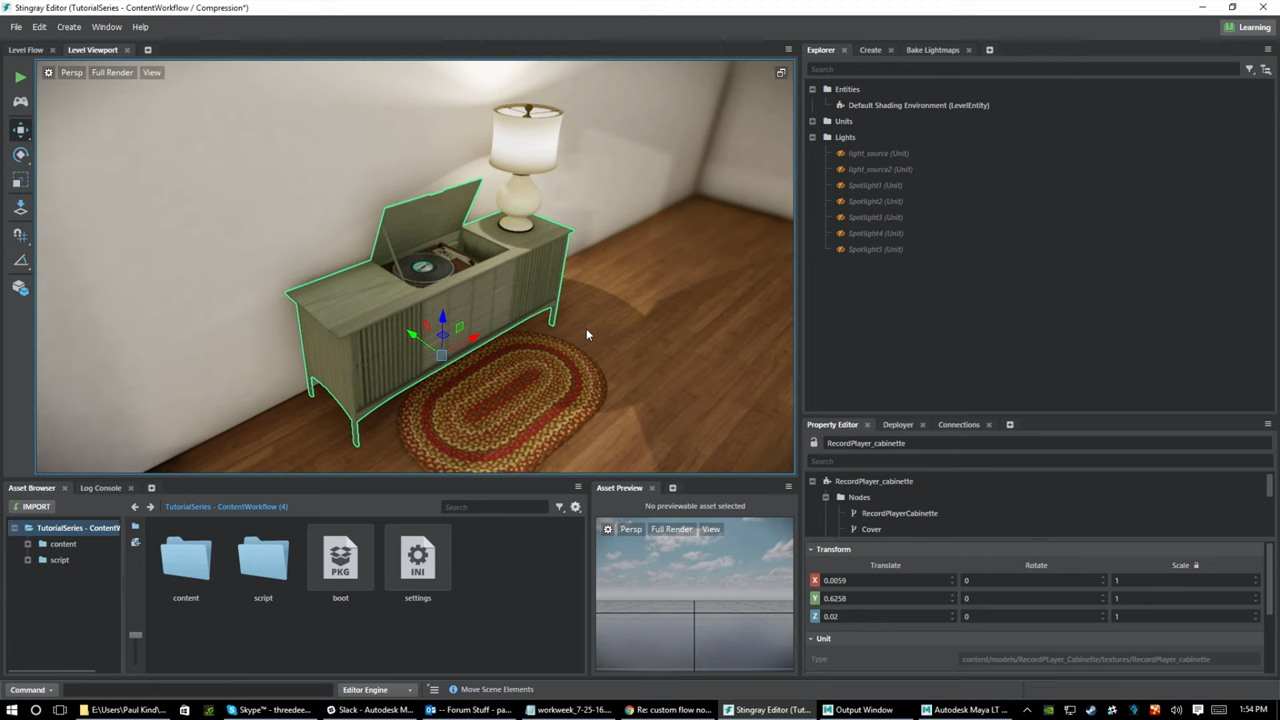 Stingray Editor (TutorialSeries - ContentWorkflow / Compression*)
File Edit Create Window Help
Learning
Level Flow Level Viewport
Explorer Create Bake Lightmaps
Persp Full Render View
Search
Entities
Default Shading Environment (LevelEntity)
Units
Lights
light_source (Unit)
light_source2 (Unit)
Spotlight1 (Unit)
Spotlight2 (Unit)
Spotlight3 (Unit)
Spotlight4 (Unit)
Spotlight5 (Unit)
Property Editor Deployer Connections
RecordPlayer_cabinette
Search
RecordPlayer_cabinette
Nodes
RecordPlayerCabinette
Cover
Transform
Translate Rotate Scale
X 0.0059 0 1
Y 0.6258 0 1
Z 0.02 0 1
Unit
Type content/models/RecordPLayer_Cabinette/textures/RecordPlayer_cabinette
Asset Browser Log Console
IMPORT
TutorialSeries - ContentWorkflow (4)
Search
TutorialSeries - ContentW
content
script
content
script
PKG
boot
INI
settings
Asset Preview
No previewable asset selected
Persp Full Render View
Command
Editor Engine
Move Scene Elements
E:\Users\Paul Kind...
Skype™ - threedee...
Slack - Autodesk M...
-- Forum Stuff - pa...
workweek_7-25-16...
Re: custom flow no...
Stingray Editor (Tut...
Output Window
Autodesk Maya LT ...
1:54 PM